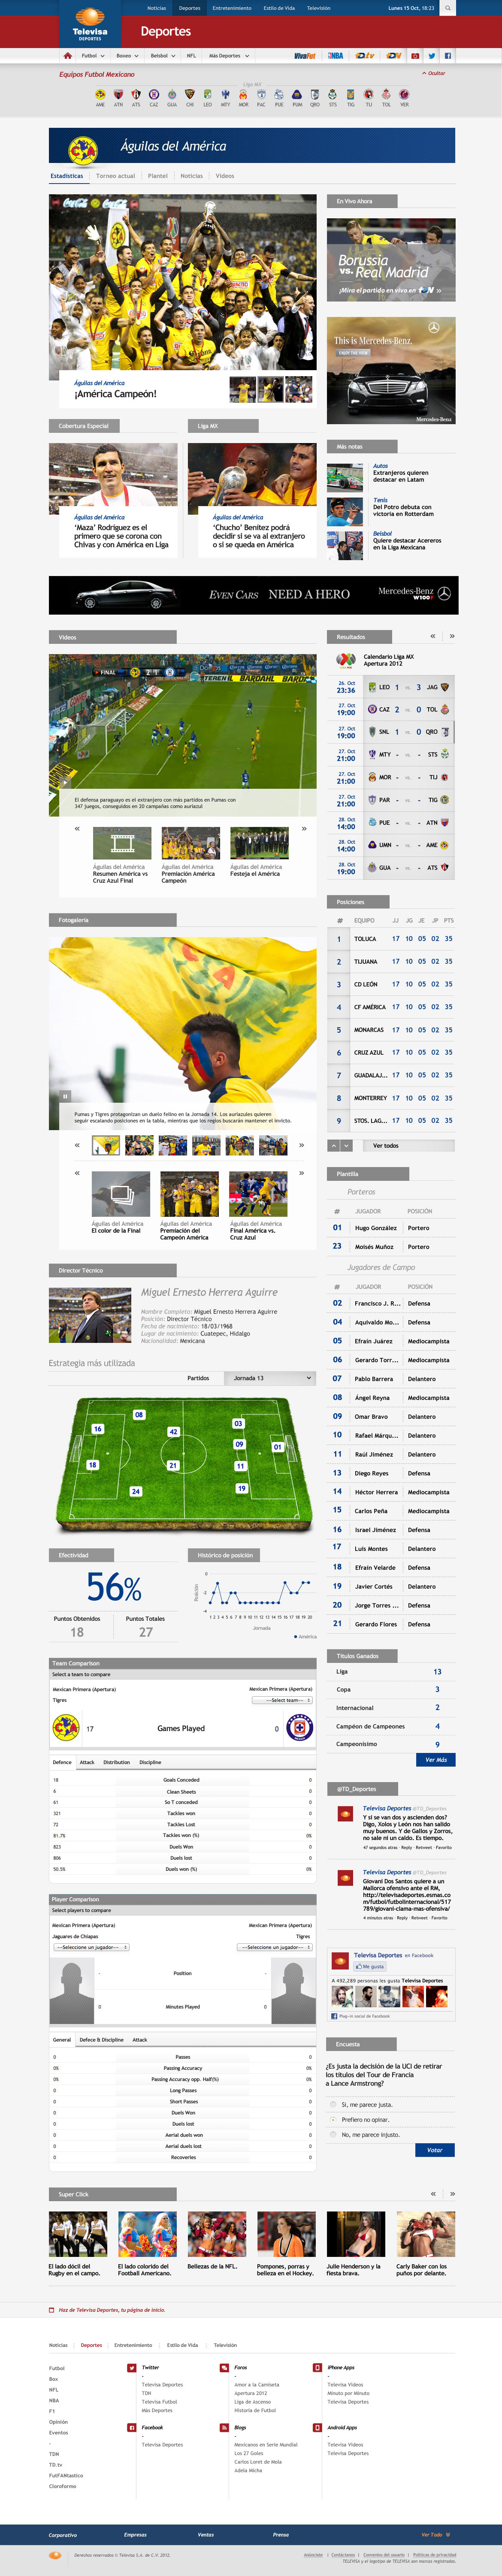 Noticias Deportes Entretenimiento Estilo de Vida Televisión Lunes 15 Oct, 18:23
Televisa
DEPORTES
Deportes
Futbol Boxeo Beisbol NFL Más Deportes VivaFut NBA
Equipos Futbol Mexicano Ocultar
Liga MX
AME ATN ATS CAZ GUA CHI LEO MTY MOR PAC PUE PUM QRO STS TIG TIJ TOL VER
Águilas del América
Estadísticas Torneo actual Plantel Noticias Videos
Águilas del América
¡América Campeón!
En Vivo Ahora
Borussia
vs. Real Madrid
¡Mira el partido en vivo en
This is Mercedes-Benz.
Mercedes-Benz
Cobertura Especial
Águilas del América
‘Maza’ Rodríguez es el
primero que se corona con
Chivas y con América en Liga
Liga MX
Águilas del América
‘Chucho’ Benítez podrá
decidir si se va al extranjero
o si se queda en América
Más notas
Autos
Extranjeros quieren
destacar en Latam
Tenis
Del Potro debuta con
victoria en Rotterdam
Beisbol
Quiere destacar Acereros
en la Liga Mexicana
Even Cars NEED A HERO Mercedes-Benz
W100
Videos
FINAL 2 1
El defensa paraguayo es el extranjero con más partidos en Pumas con
347 juegos, conseguidos en 20 campañas como auriazul
Águilas del América
Resumen América vs
Cruz Azul Final
Águilas del América
Premiación América
Campeón
Águilas del América
Festeja el América
Resultados
Calendario Liga MX
Apertura 2012
26. Oct 23:36 LEO 1 vs. 3 JAG
27. Oct 19:00 CAZ 2 vs. 0 TOL
27. Oct 19:00 SNL 1 vs. 0 QRO
27. Oct 21:00 MTY - vs. - STS
27. Oct 21:00 MOR - vs. - TIJ
27. Oct 21:00 PAR - vs. - TIG
28. Oct 14:00 PUE - vs. - ATN
28. Oct 14:00 UMN - vs. - AME
28. Oct 19:00 GUA - vs. - ATS
Fotogalería
Pumas y Tigres protagonizan un duelo felino en la Jornada 14. Los auriazules quieren
seguir escalando posiciones en la tabla, mientras que los regios buscarán mantener el invicto.
Águilas del América
El color de la Final
Águilas del América
Premiación del
Campeón América
Águilas del América
Final América vs.
Cruz Azul
Posiciones
# EQUIPO JJ JG JE JP PTS
1 TOLUCA 17 10 05 02 35
2 TIJUANA 17 10 05 02 35
3 CD LEÓN 17 10 05 02 35
4 CF AMÉRICA 17 10 05 02 35
5 MONARCAS 17 10 05 02 35
6 CRUZ AZUL 17 10 05 02 35
7 GUADALAJ... 17 10 05 02 35
8 MONTERREY 17 10 05 02 35
9 STOS. LAG... 17 10 05 02 35
Ver todos
Director Técnico
Miguel Ernesto Herrera Aguirre
Nombre Completo: Miguel Ernesto Herrera Aguirre
Posición: Director Técnico
Fecha de nacimiento: 18/03/1968
Lugar de nacimiento: Cuatepec, Hidalgo
Nacionalidad: Mexicana
Estrategia más utilizada
Partidos Jornada 13
08
16 42 03
09 01
18 21 11
24 19
Plantilla
Porteros
# JUGADOR POSICIÓN
01 Hugo González Portero
23 Moisés Muñoz Portero
Jugadores de Campo
# JUGADOR POSICIÓN
02 Francisco J. R... Defensa
04 Aquivaldo Mo... Defensa
05 Efraín Juárez Mediocampista
06 Gerardo Torr... Mediocampista
07 Pablo Barrera Delantero
08 Ángel Reyna Mediocampista
09 Omar Bravo Delantero
10 Rafael Márqu... Delantero
11 Raúl Jiménez Delantero
13 Diego Reyes Defensa
14 Héctor Herrera Mediocampista
15 Carlos Peña Mediocampista
16 Israel Jiménez Defensa
17 Luis Montes Delantero
18 Efraín Velarde Defensa
19 Javier Cortés Delantero
20 Jorge Torres ... Defensa
21 Gerardo Flores Defensa
Efectividad
56%
Puntos Obtenidos Puntos Totales
18 27
Histórico de posición
Posición
0
-2
-4
1 2 3 4 5 6 7 8 9 10 11 12 13 14 15 16 17 18 19 20
Jornada
América
Títulos Ganados
Liga 13
Copa 3
Internacional 2
Campeón de Campeones 4
Campeonísimo 9
Ver Más
Team Comparison
Select a team to compare
Mexican Primera (Apertura) Mexican Primera (Apertura)
Tigres ---Select team---
17 Games Played 0
Defence Attack Distribution Discipline
18 Goals Conceded 0
6 Clean Sheets 0
61 So T conceded 0
321 Tackles won 0
72 Tackles Lost 0
81.7% Tackles won (%) 0%
823 Duels Won 0
806 Duels lost 0
50.5% Duels won (%) 0%
@TD_Deportes
Televisa Deportes @TD_Deportes
Y si se van dos y ascienden dos?
Digo, Xolos y León nos han salido
muy buenos. Y de Gallos y Zorros,
no sale ni un caldo. Es tiempo.
47 segundos atras · Reply · Retweet · Favorito
Televisa Deportes @TD_Deportes
Giovani Dos Santos quiere a un
Mallorca ofensivo ante el RM,
http://televisadeportes.esmas.co
m/futbol/futbolinternacional/517
789/giovani-clama-mas-ofensiva/
4 minutos atras · Reply · Retweet · Favorito
Player Comparison
Select players to compare
Mexican Primera (Apertura) Mexican Primera (Apertura)
Jaguares de Chiapas Tigres
---Seleccione un jugador--- ---Seleccione un jugador---
- Position -
0 Minutes Played 0
General Defece & Discipline Attack
0 Passes 0
0% Passing Accuracy 0%
0% Passing Accuracy opp. Half(%) 0%
0 Long Passes 0
0 Short Passes 0
0 Duels Won 0
0 Duels lost 0
0 Aerial duels won 0
0 Aerial duels lost 0
0 Recoveries 0
Televisa Deportes en Facebook
Me gusta
A 492,289 personas les gusta Televisa Deportes
Plug-in social de Facebook
Encuesta
¿Es justa la decisión de la UCI de retirar
los títulos del Tour de Francia
a Lance Armstrong?
Si, me parece justa.
Prefiero no opinar.
No, me parece injusto.
Votar
Super Click
El lado dócil del
Rugby en el campo.
El lado colorido del
Football Americano.
Bellezas de la NFL.
Pompones, porras y
belleza en el Hockey.
Julie Henderson y la
fiesta brava.
Carly Baker con los
puños por delante.
Haz de Televisa Deportes, tu página de inicio.
Noticias Deportes Entretenimiento Estilo de Vida Televisión
Futbol
Box
NFL
NBA
F1
Opinión
Eventos
-
TDN
TD.tv
FutFANtastico
Cloroformo
Twitter
-
Televisa Deportes
TDN
Televisa Futbol
Más Deportes
Facebook
-
Televisa Deportes
Foros
-
Amor a la Camiseta
Apertura 2012
Liga de Ascenso
Historia de Futbol
Blogs
-
Mexicanos en Serie Mundial
Los 27 Goles
Carlos Loret de Mola
Adela Micha
iPhone Apps
-
Televisa Videos
Minuto por Minuto
Televisa Deportes
Android Apps
-
Televisa Videos
Televisa Deportes
Corporativo Empresas Ventas Prensa Ver Todo
Derechos reservados © Televisa S.A. de C.V. 2012. Anúnciate | Contáctanos | Convenios del usuario | Políticas de privacidad
TELEVISA y el logotipo de TELEVISA son marcas registradas.